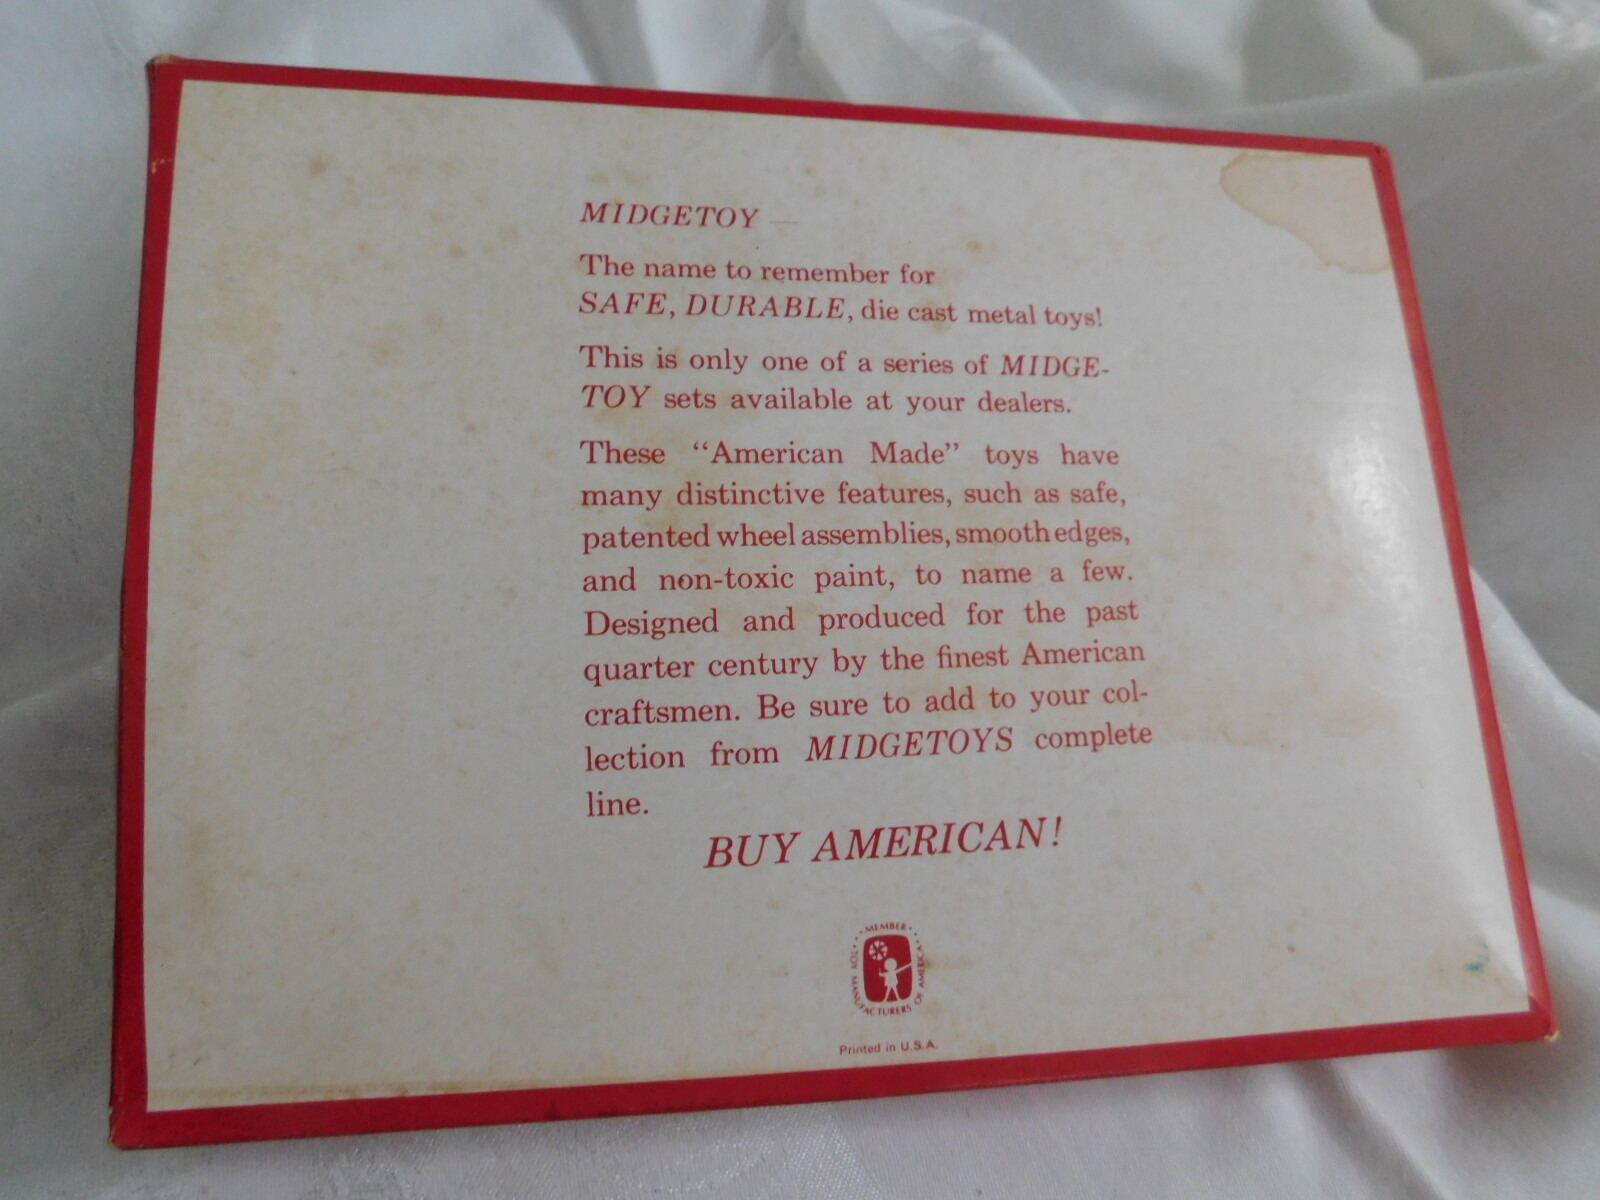 MIDGETOY —
The name to remember for
SAFE, DURABLE, die cast metal toys!
This is only one of a series of MIDGE-
TOY sets available at your dealers.
These “American Made” toys have
many distinctive features, such as safe,
patented wheel assemblies, smooth edges,
and non-toxic paint, to name a few.
Designed and produced for the past
quarter century by the finest American
craftsmen. Be sure to add to your col-
lection from MIDGETOYS complete
line.
BUY AMERICAN!
MEMBER
TOY MANUFACTURERS OF AMERICA
Printed in U.S.A.